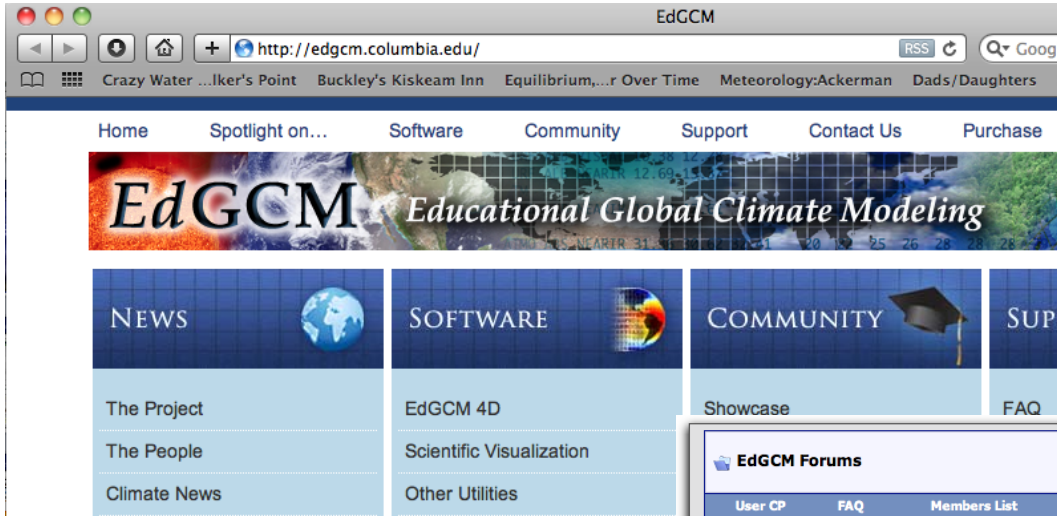 EdGCM
http://edgcm.columbia.edu/ RSS Goog
Crazy Water ...lker's Point Buckley's Kiskeam Inn Equilibrium,...r Over Time Meteorology:Ackerman Dads/Daughters
Home Spotlight on... Software Community Support Contact Us Purchase
EdGCM Educational Global Climate Modeling
NEWS SOFTWARE COMMUNITY SUP
The Project EdGCM 4D Showcase FAQ
The People Scientific Visualization
EdGCM Forums
Climate News Other Utilities
User CP FAQ Members List